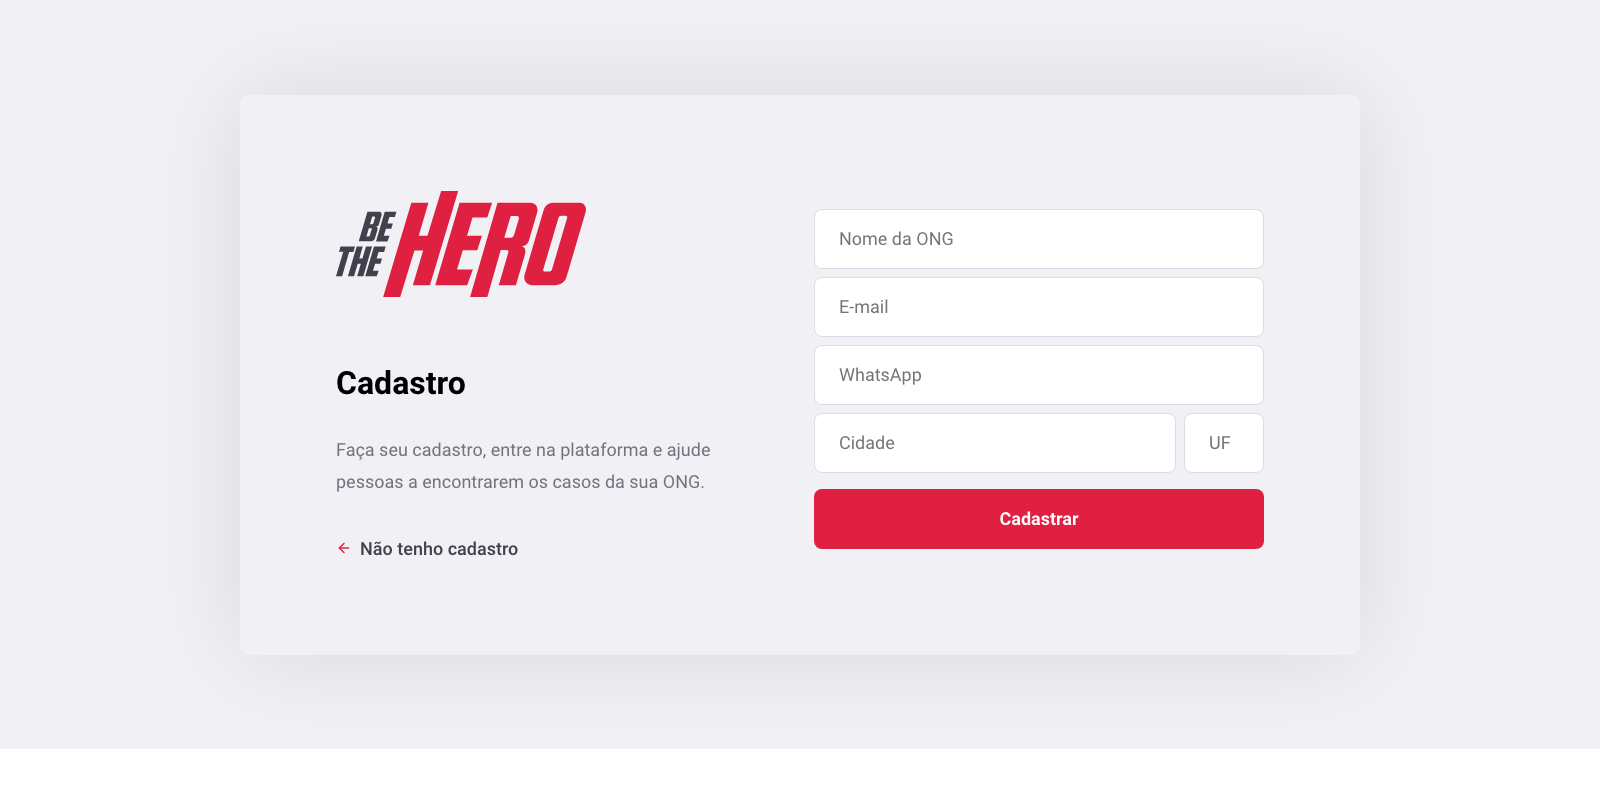 BE
THE
HERO
Cadastro
Faça seu cadastro, entre na plataforma e ajude
pessoas a encontrarem os casos da sua ONG.
Não tenho cadastro
Nome da ONG
E-mail
WhatsApp
Cidade
UF
Cadastrar